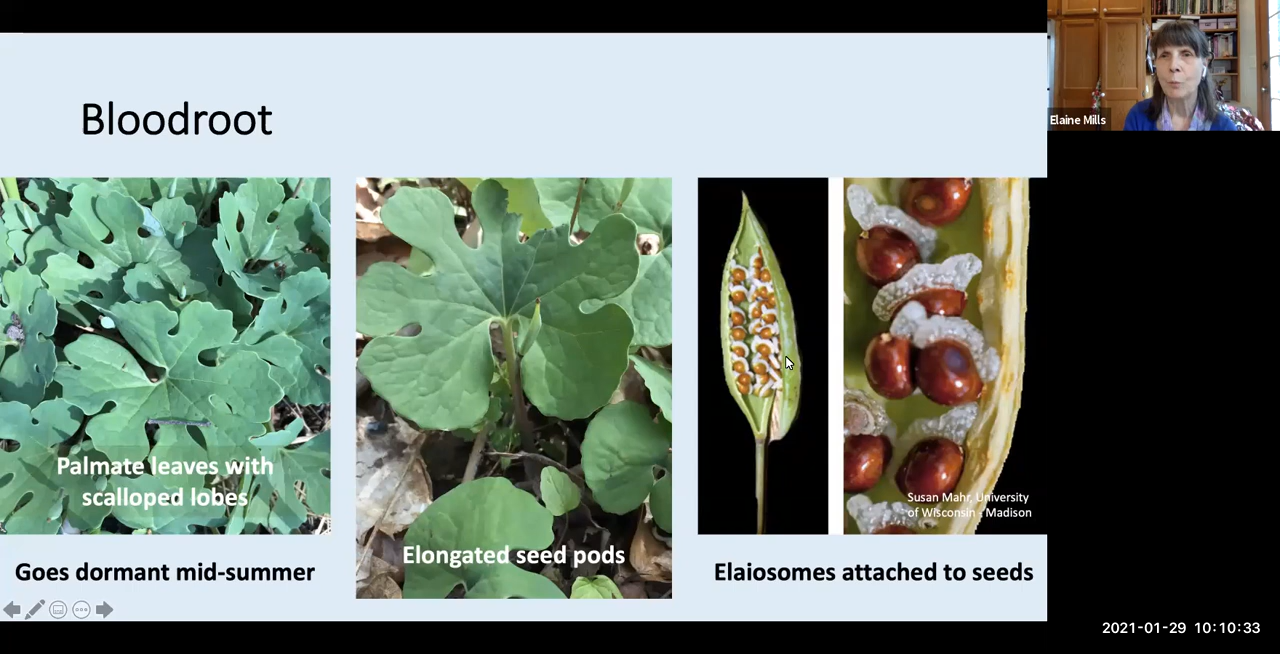 Bloodroot
Elaine Mills
Palmate leaves with
scalloped lobes
Goes dormant mid-summer
Elongated seed pods
Susan Mahr, University
of Wisconsin - Madison
Elaiosomes attached to seeds
2021-01-29 10:10:33